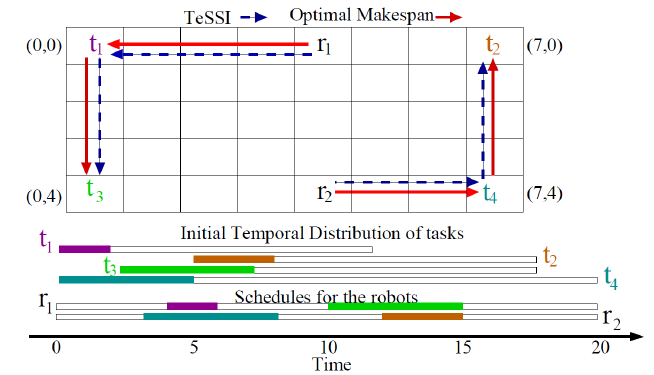 TeSSI Optimal Makespan
(0,0) t1 r1 t2 (7,0)
(0,4) t3 r2 t4 (7,4)
Initial Temporal Distribution of tasks
t1
t2
t3
t4
Schedules for the robots
r1
r2
0 5 10 15 20
Time